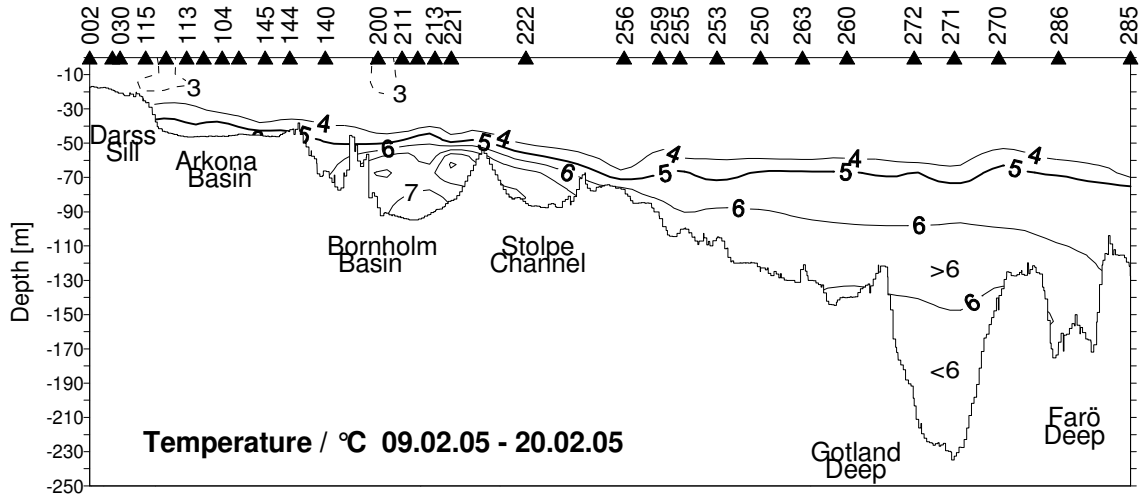 002 030 115 113 145 144 140 200 211 213 221 222 256 259 255 253 250 263 260 272 271 270 286 285
-10
-30
-50
-70
-90
-110
-130
-150
-170
-190
-210
-230
-250
Depth [m]
3
3
4
4
4
4
4
5
5
5
5
5
6
6
6
6
6
6
7
>6
<6
Darss
Sill
Arkona
Basin
Bornholm
Basin
Stolpe
Channel
Gotland
Deep
Farö
Deep
Temperature / °C 09.02.05 - 20.02.05